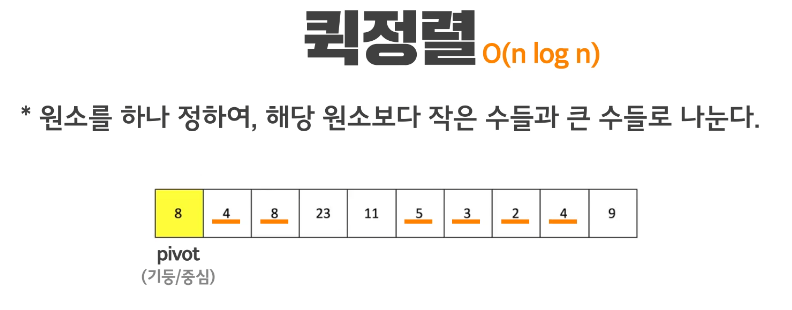 퀵정렬 O(n log n)
* 원소를 하나 정하여, 해당 원소보다 작은 수들과 큰 수들로 나눈다.
8 4 8 23 11 5 3 2 4 9
pivot
(기둥/중심)